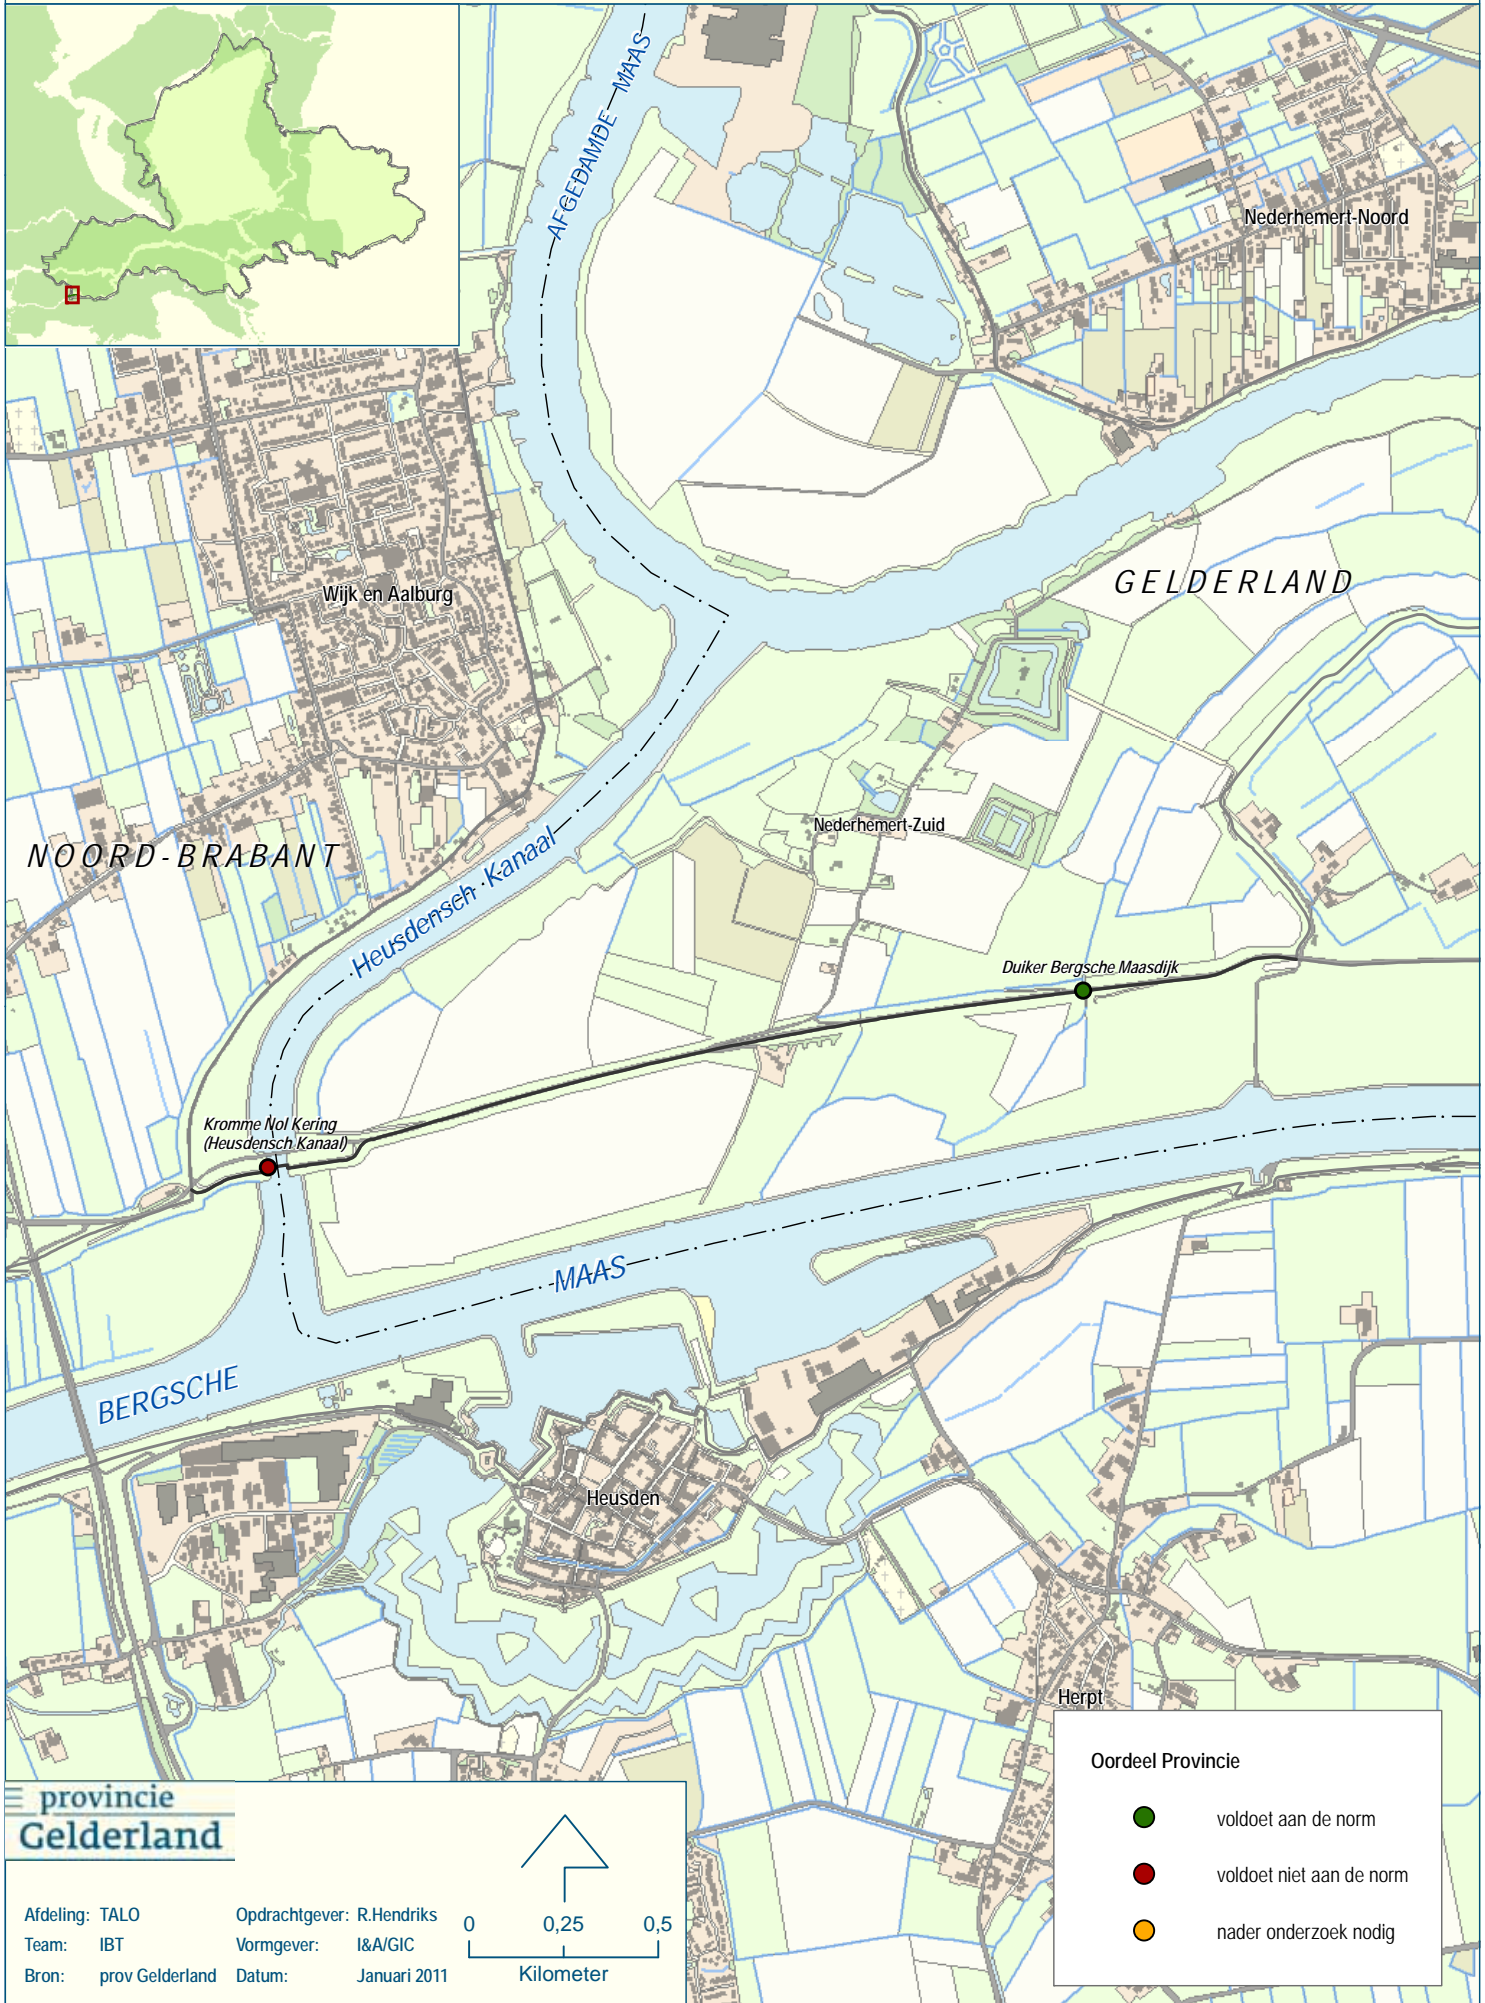 AFGEDAMDE MAAS
Nederhemert-Noord
Wijk en Aalburg
GELDERLAND
Nederhemert-Zuid
NOORD-BRABANT
Heusdensch Kanaal
Duiker Bergsche Maasdijk
Kromme Nol Kering
(Heusdensch Kanaal)
BERGSCHE MAAS
Heusden
Herpt
Oordeel Provincie
voldoet aan de norm
voldoet niet aan de norm
nader onderzoek nodig
provincie
Gelderland
Afdeling: TALO Opdrachtgever: R.Hendriks
Team: IBT Vormgever: I&A/GIC
Bron: prov Gelderland Datum: Januari 2011
0 0,25 0,5
Kilometer